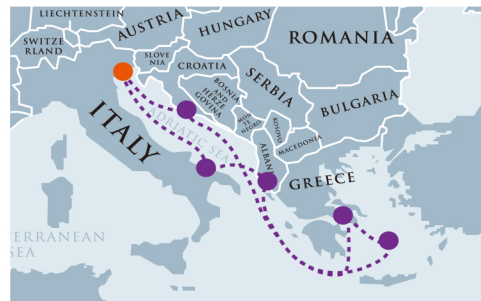 LIECHTENSTEIN
AUSTRIA
HUNGARY
ROMANIA
SWITZE
RLAND
SLOVE
NIA
CROATIA
BOSNIA
AND
HERZE
GOVINA
SERBIA
BULGARIA
MON
TE
NEGRO
KOSOVO
MACEDONIA
ALBAN
ITALY
ADRIATIC SEA
GREECE
TERRANEAN
SEA